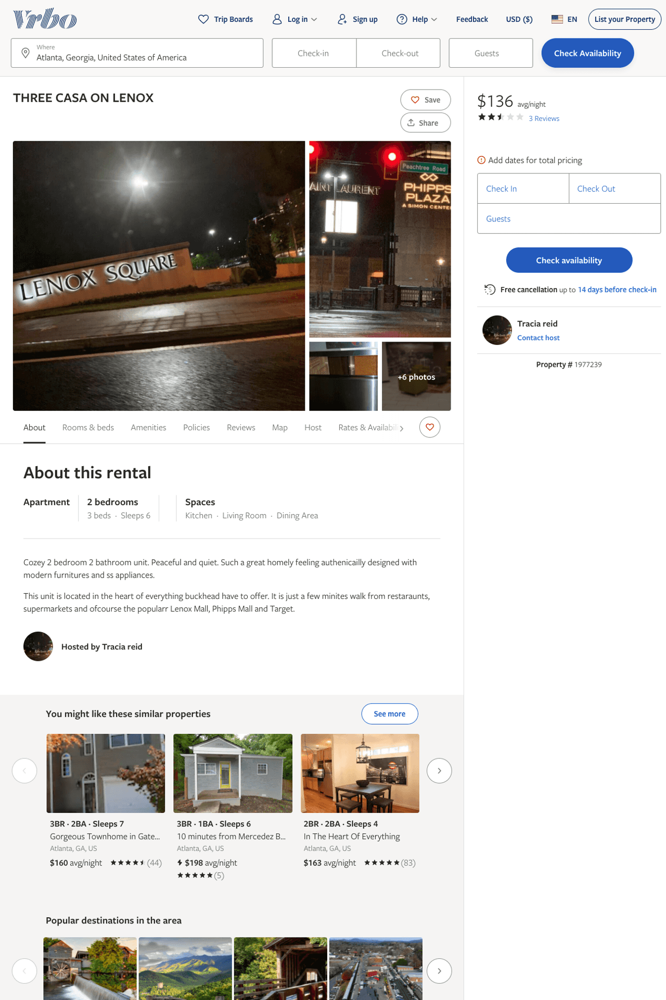 Vrbo
Trip Boards
Log in
Sign up
Help
Feedback
USD ($)
EN
List your Property
Where
Atlanta, Georgia, United States of America
Check-in
Check-out
Guests
Check Availability
THREE CASA ON LENOX
Save
Share
LENOX SQUARE
Peachtree Road
AINT LAURENT
PHIPPS
PLAZA
A SIMON CENTE
+6 photos
$136 avg/night
3 Reviews
Add dates for total pricing
Check In
Check Out
Guests
Check availability
Free cancellation up to 14 days before check-in
Tracia reid
Contact host
Property # 1977239
About
Rooms & beds
Amenities
Policies
Reviews
Map
Host
Rates & Availabili
About this rental
Apartment
2 bedrooms
3 beds · Sleeps 6
Spaces
Kitchen · Living Room · Dining Area
Cozey 2 bedroom 2 bathroom unit. Peaceful and quiet. Such a great homely feeling authenicailly designed with
modern furnitures and ss appliances.
This unit is located in the heart of everything buckhead have to offer. It is just a few minites walk from restaraunts,
supermarkets and ofcourse the popularr Lenox Mall, Phipps Mall and Target.
Hosted by Tracia reid
You might like these similar properties
See more
3BR · 2BA · Sleeps 7
Gorgeous Townhome in Gate...
Atlanta, GA, US
$160 avg/night
(44)
3BR · 1BA · Sleeps 6
10 minutes from Mercedez B...
Atlanta, GA, US
$198 avg/night
(5)
2BR · 2BA · Sleeps 4
In The Heart Of Everything
Atlanta, GA, US
$163 avg/night
(83)
Popular destinations in the area